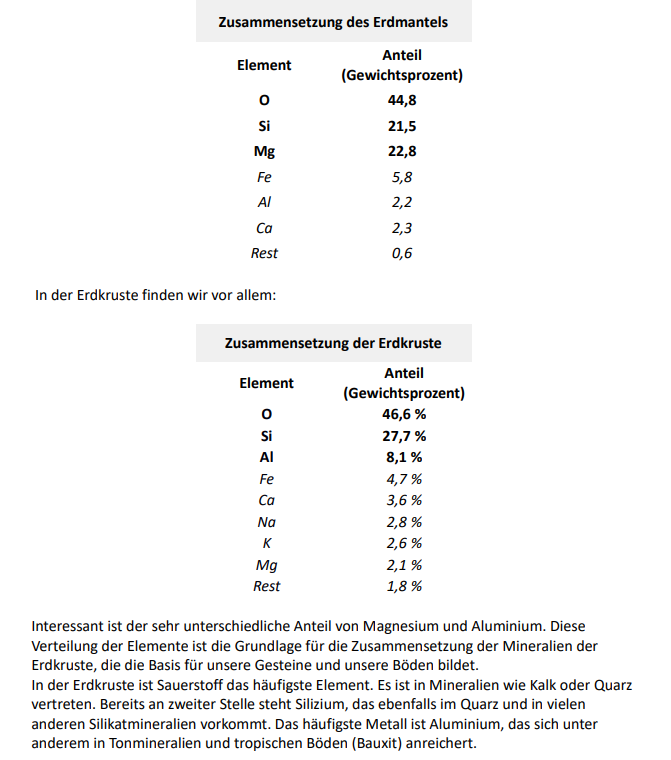 Zusammensetzung des Erdmantels
Element Anteil
(Gewichtsprozent)
O 44,8
Si 21,5
Mg 22,8
Fe 5,8
Al 2,2
Ca 2,3
Rest 0,6
In der Erdkruste finden wir vor allem:
Zusammensetzung der Erdkruste
Element Anteil
(Gewichtsprozent)
O 46,6 %
Si 27,7 %
Al 8,1 %
Fe 4,7 %
Ca 3,6 %
Na 2,8 %
K 2,6 %
Mg 2,1 %
Rest 1,8 %
Interessant ist der sehr unterschiedliche Anteil von Magnesium und Aluminium. Diese
Verteilung der Elemente ist die Grundlage für die Zusammensetzung der Mineralien der
Erdkruste, die die Basis für unsere Gesteine und unsere Böden bildet.
In der Erdkruste ist Sauerstoff das häufigste Element. Es ist in Mineralien wie Kalk oder Quarz
vertreten. Bereits an zweiter Stelle steht Silizium, das ebenfalls im Quarz und in vielen
anderen Silikatmineralien vorkommt. Das häufigste Metall ist Aluminium, das sich unter
anderem in Tonmineralien und tropischen Böden (Bauxit) anreichert.